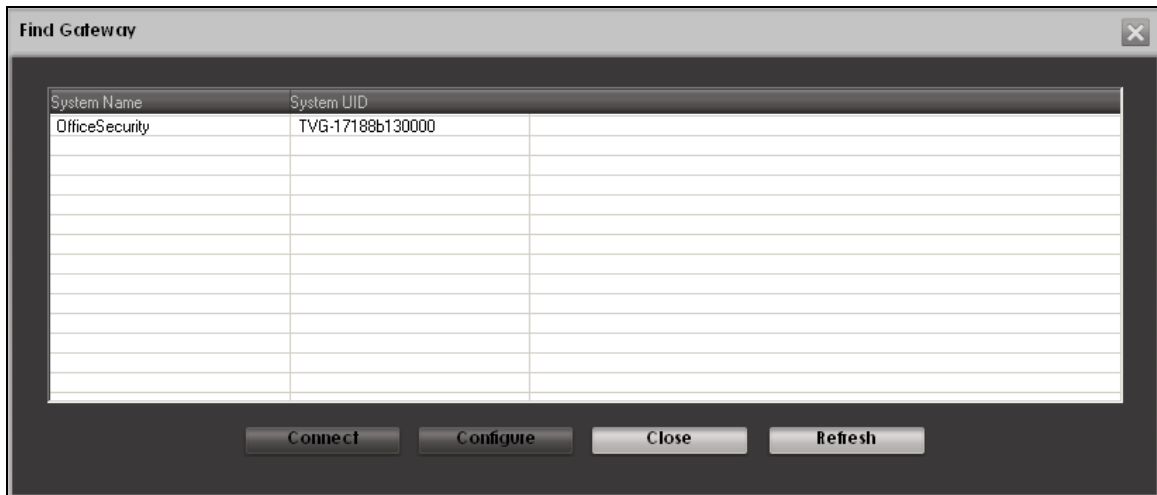 Find Gateway
System Name System UID
OfficeSecurity TVG-17188b130000
Connect Configure Close Refresh